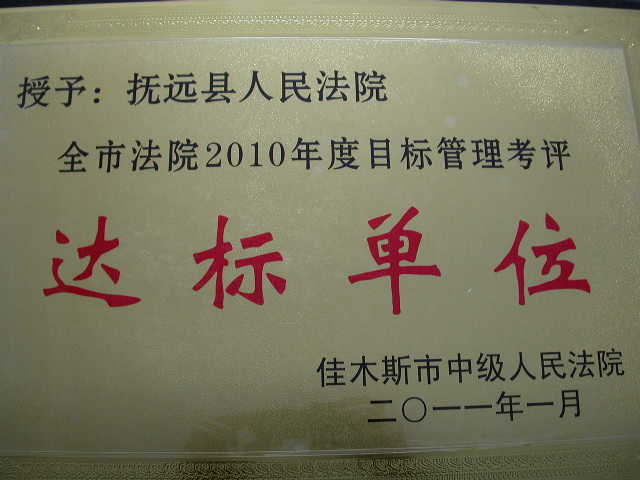 授予：抚远县人民法院
全市法院2010年度目标管理考评
达标单位
佳木斯市中级人民法院
二〇一一年一月